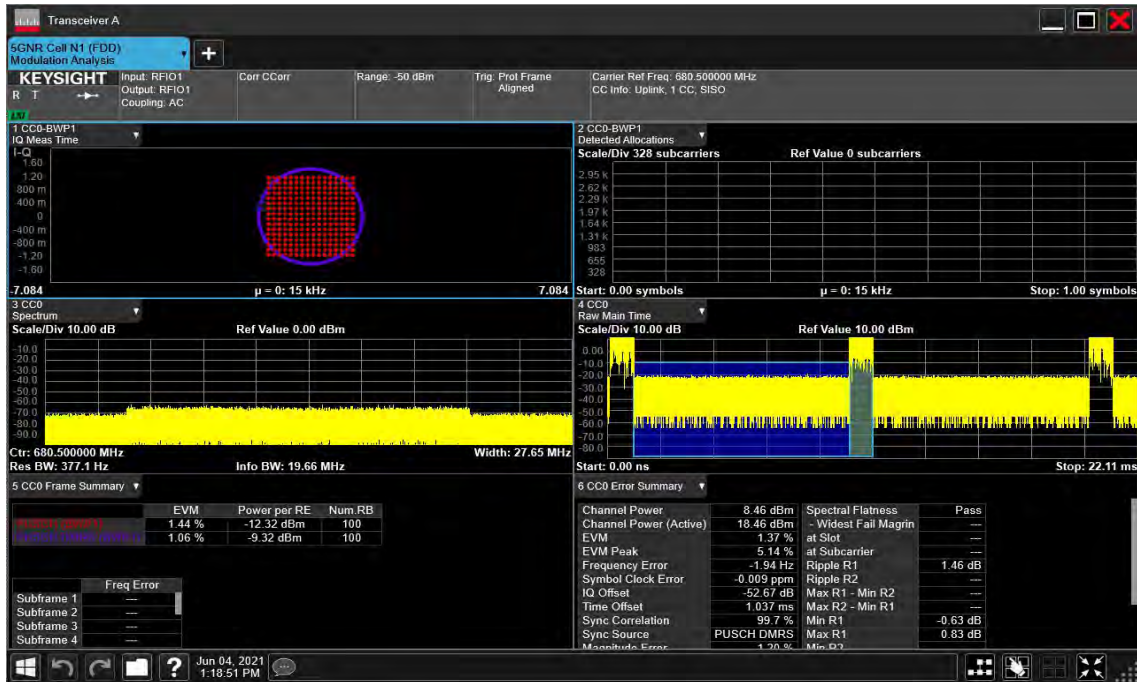 Transceiver A
5GNR Cell N1 (FDD)
Modulation Analysis
+
KEYSIGHT
R T
LXI
Input: RFIO1
Output: RFIO1
Coupling: AC
Corr CCorr
Range: -50 dBm
Trig: Prot Frame
Aligned
Carrier Ref Freq: 680.500000 MHz
CC Info: Uplink, 1 CC, SISO
1 CC0-BWP1
IQ Meas Time
I-Q
1.60
1.20
800 m
400 m
0
-400 m
-800 m
-1.20
-1.60
-7.084 µ = 0: 15 kHz 7.084
2 CC0-BWP1
Detected Allocations
Scale/Div 328 subcarriers Ref Value 0 subcarriers
2.95 k
2.62 k
2.29 k
1.97 k
1.64 k
1.31 k
983
655
328
Start: 0.00 symbols µ = 0: 15 kHz Stop: 1.00 symbols
3 CC0
Spectrum
Scale/Div 10.00 dB Ref Value 0.00 dBm
-10.0
-20.0
-30.0
-40.0
-50.0
-60.0
-70.0
-80.0
-90.0
Ctr: 680.500000 MHz Width: 27.65 MHz
Res BW: 377.1 Hz Info BW: 19.66 MHz
4 CC0
Raw Main Time
Scale/Div 10.00 dB Ref Value 10.00 dBm
0.00
-10.0
-20.0
-30.0
-40.0
-50.0
-60.0
-70.0
-80.0
Start: 0.00 ns Stop: 22.11 ms
5 CC0 Frame Summary
EVM Power per RE Num.RB
1.44 % -12.32 dBm 100
1.06 % -9.32 dBm 100
Freq Error
Subframe 1 ---
Subframe 2 ---
Subframe 3 ---
Subframe 4 ---
6 CC0 Error Summary
Channel Power 8.46 dBm Spectral Flatness Pass
Channel Power (Active) 18.46 dBm - Widest Fail Magrin ---
EVM 1.37 % at Slot ---
EVM Peak 5.14 % at Subcarrier ---
Frequency Error -1.94 Hz Ripple R1 1.46 dB
Symbol Clock Error -0.009 ppm Ripple R2 ---
IQ Offset -52.67 dB Max R1 - Min R2 ---
Time Offset 1.037 ms Max R2 - Min R1 ---
Sync Correlation 99.7 % Min R1 -0.63 dB
Sync Source PUSCH DMRS Max R1 0.83 dB
Magnitude Error 1.20 % Min R2
?
Jun 04, 2021
1:18:51 PM